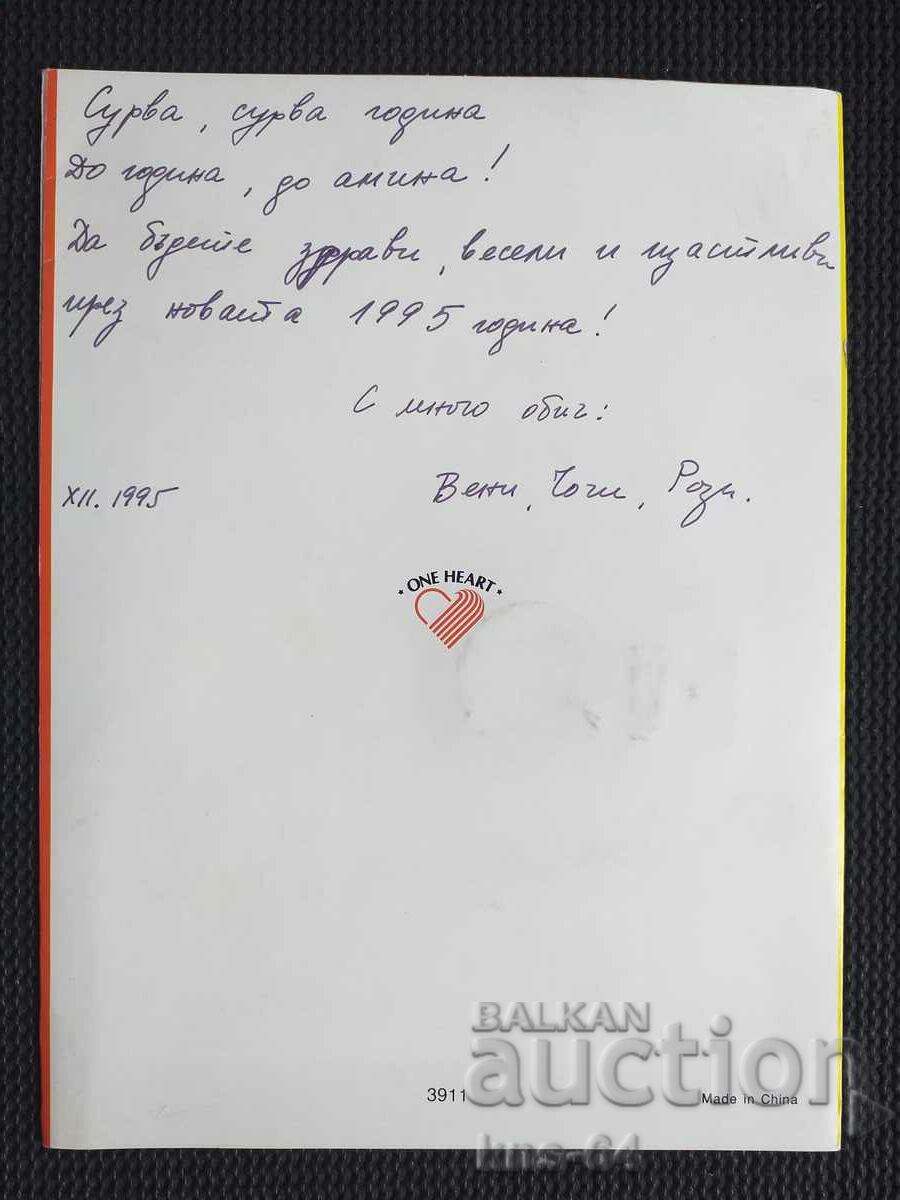 Сурва, сурва година
До година, до амина!
Да бъдете здрави, весели и щастливи
през новата 1995 година!
С много обич:
XII. 1995
Вени, Чочи, Рози.
ONE HEART
BALKAN
auction
3911
Made in China
kns-64